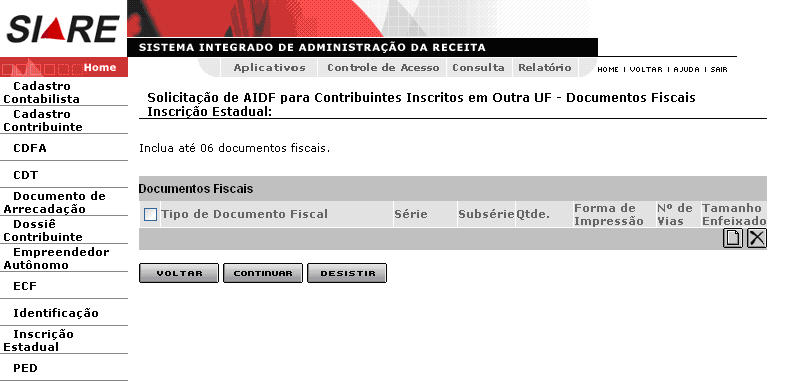 SIARE
SISTEMA INTEGRADO DE ADMINISTRAÇÃO DA RECEITA
Home
Aplicativos Controle de Acesso Consulta Relatório
HOME | VOLTAR | AJUDA | SAIR
Cadastro
Contabilista
Cadastro
Contribuinte
CDFA
CDT
Documento de
Arrecadação
Dossiê
Contribuinte
Empreendedor
Autônomo
ECF
Identificação
Inscrição
Estadual
PED
Solicitação de AIDF para Contribuintes Inscritos em Outra UF - Documentos Fiscais
Inscrição Estadual:
Inclua até 06 documentos fiscais.
Documentos Fiscais
Tipo de Documento Fiscal Série Subsérie Qtde. Forma de Impressão Nº de Vias Tamanho Enfeixado
VOLTAR CONTINUAR DESISTIR